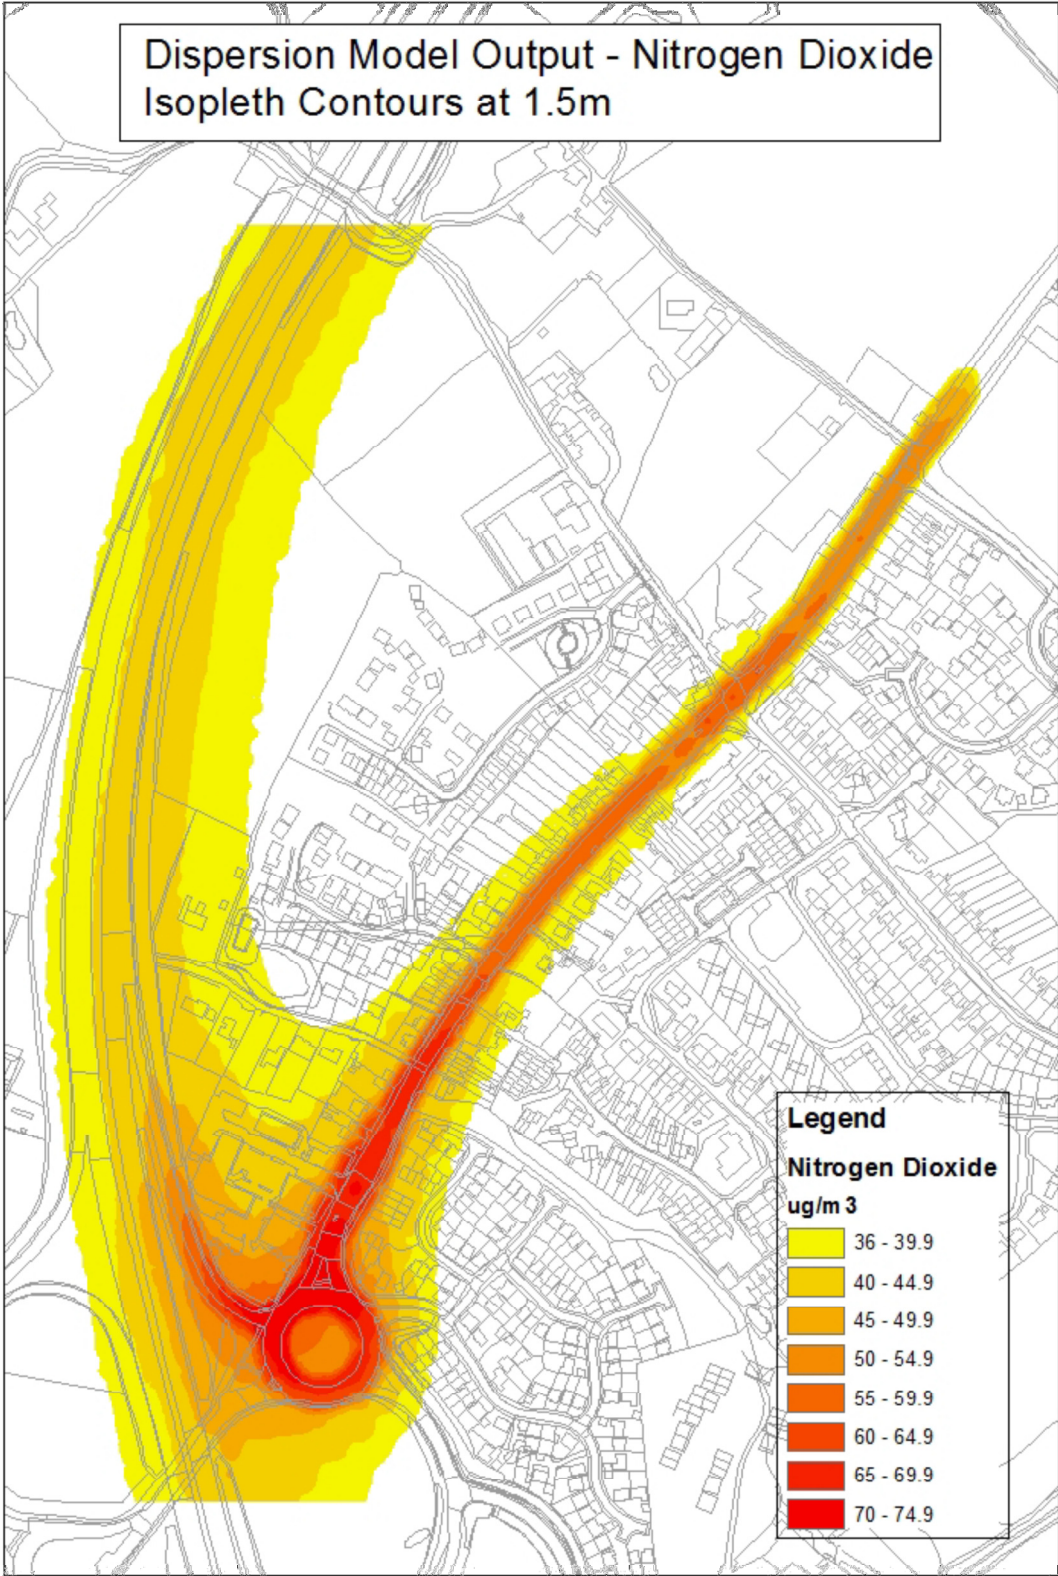 Dispersion Model Output - Nitrogen Dioxide
Isopleth Contours at 1.5m
Legend
Nitrogen Dioxide
ug/m 3
36 - 39.9
40 - 44.9
45 - 49.9
50 - 54.9
55 - 59.9
60 - 64.9
65 - 69.9
70 - 74.9